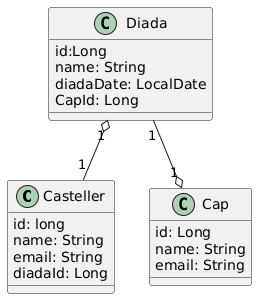 C Diada
id:Long
name: String
diadaDate: LocalDate
CapId: Long
1
1
1
1
C Casteller
id: long
name: String
email: String
diadaId: Long
C Cap
id: Long
name: String
email: String